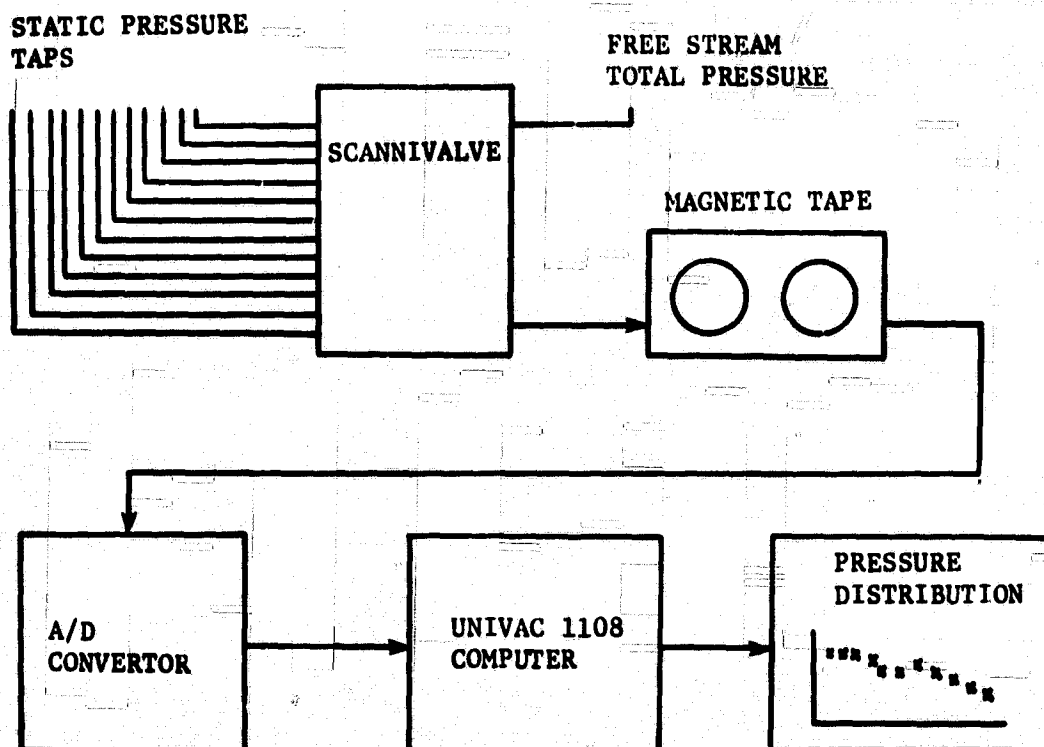 STATIC PRESSURE
TAPS
FREE STREAM
TOTAL PRESSURE
SCANNIVALVE
MAGNETIC TAPE
A/D
CONVERTOR
UNIVAC 1108
COMPUTER
PRESSURE
DISTRIBUTION